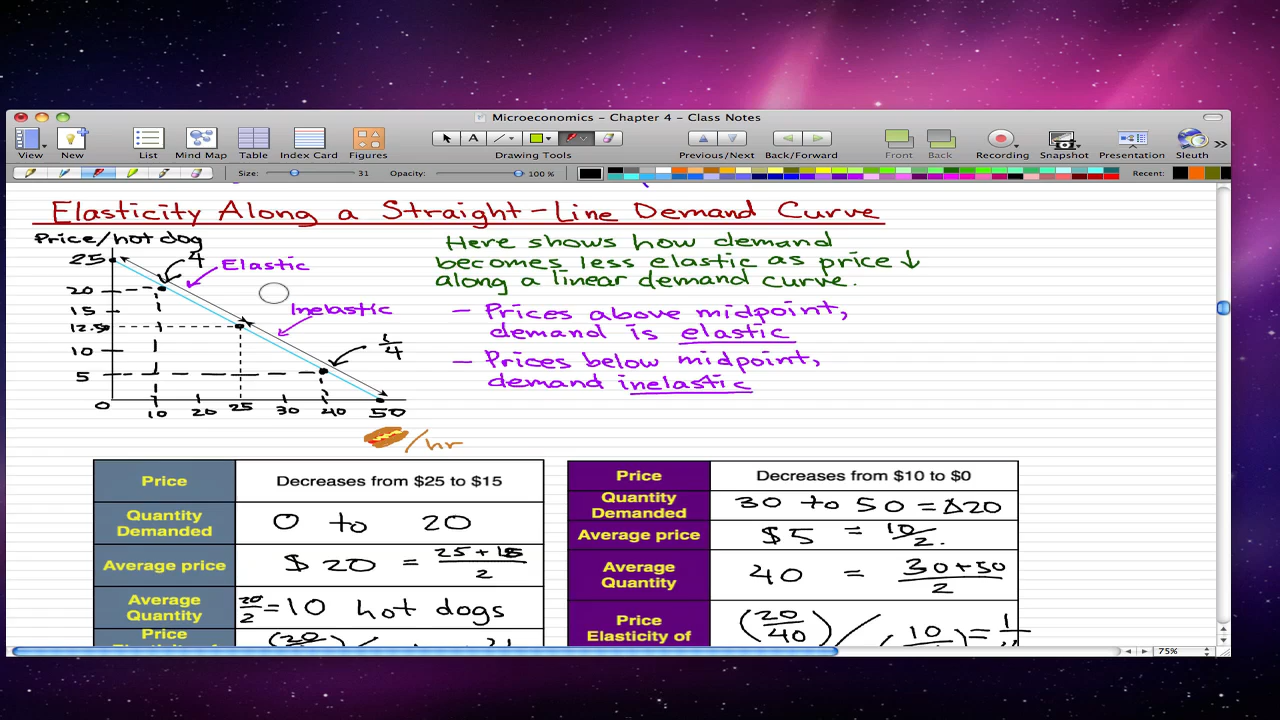 Microeconomics - Chapter 4 - Class Notes
View New List Mind Map Table Index Card Figures Drawing Tools Previous/Next Back/Forward Front Back Recording Snapshot Presentation Sleuth
Size: 31 Opacity: 100 % Recent:
Elasticity Along a Straight-Line Demand Curve
Price/hot dog
25
20
15
12.50
10
5
0
10 20 25 30 40 50
4
Elastic
Inelastic
1/4
/hr
Here shows how demand
becomes less elastic as price ↓
along a linear demand curve.
- Prices above midpoint,
demand is elastic
- Prices below midpoint,
demand inelastic
Price Decreases from $25 to $15
Quantity Demanded 0 to 20
Average price $20 = 25+15/2
Average Quantity 20/2 = 10 hot dogs
Price
Price Decreases from $10 to $0
Quantity Demanded 30 to 50 = Δ20
Average price $5 = 10/2
Average Quantity 40 = 30+50/2
Price Elasticity of (20/40) / (10
75%